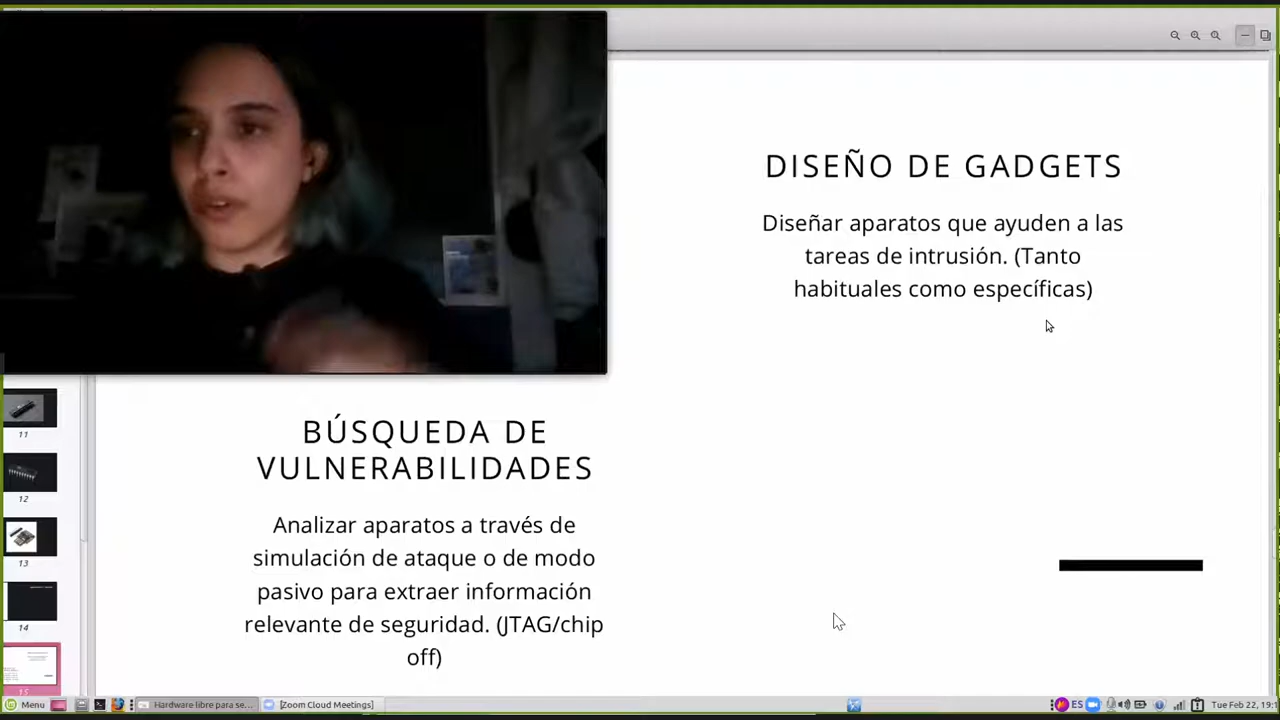 DISEÑO DE GADGETS
Diseñar aparatos que ayuden a las
tareas de intrusión. (Tanto
habituales como específicas)
BÚSQUEDA DE
VULNERABILIDADES
Analizar aparatos a través de
simulación de ataque o de modo
pasivo para extraer información
relevante de seguridad. (JTAG/chip
off)
11
12
13
14
15
Menu
Hardware libre para se...
[Zoom Cloud Meetings]
ES
Tue Feb 22, 19: